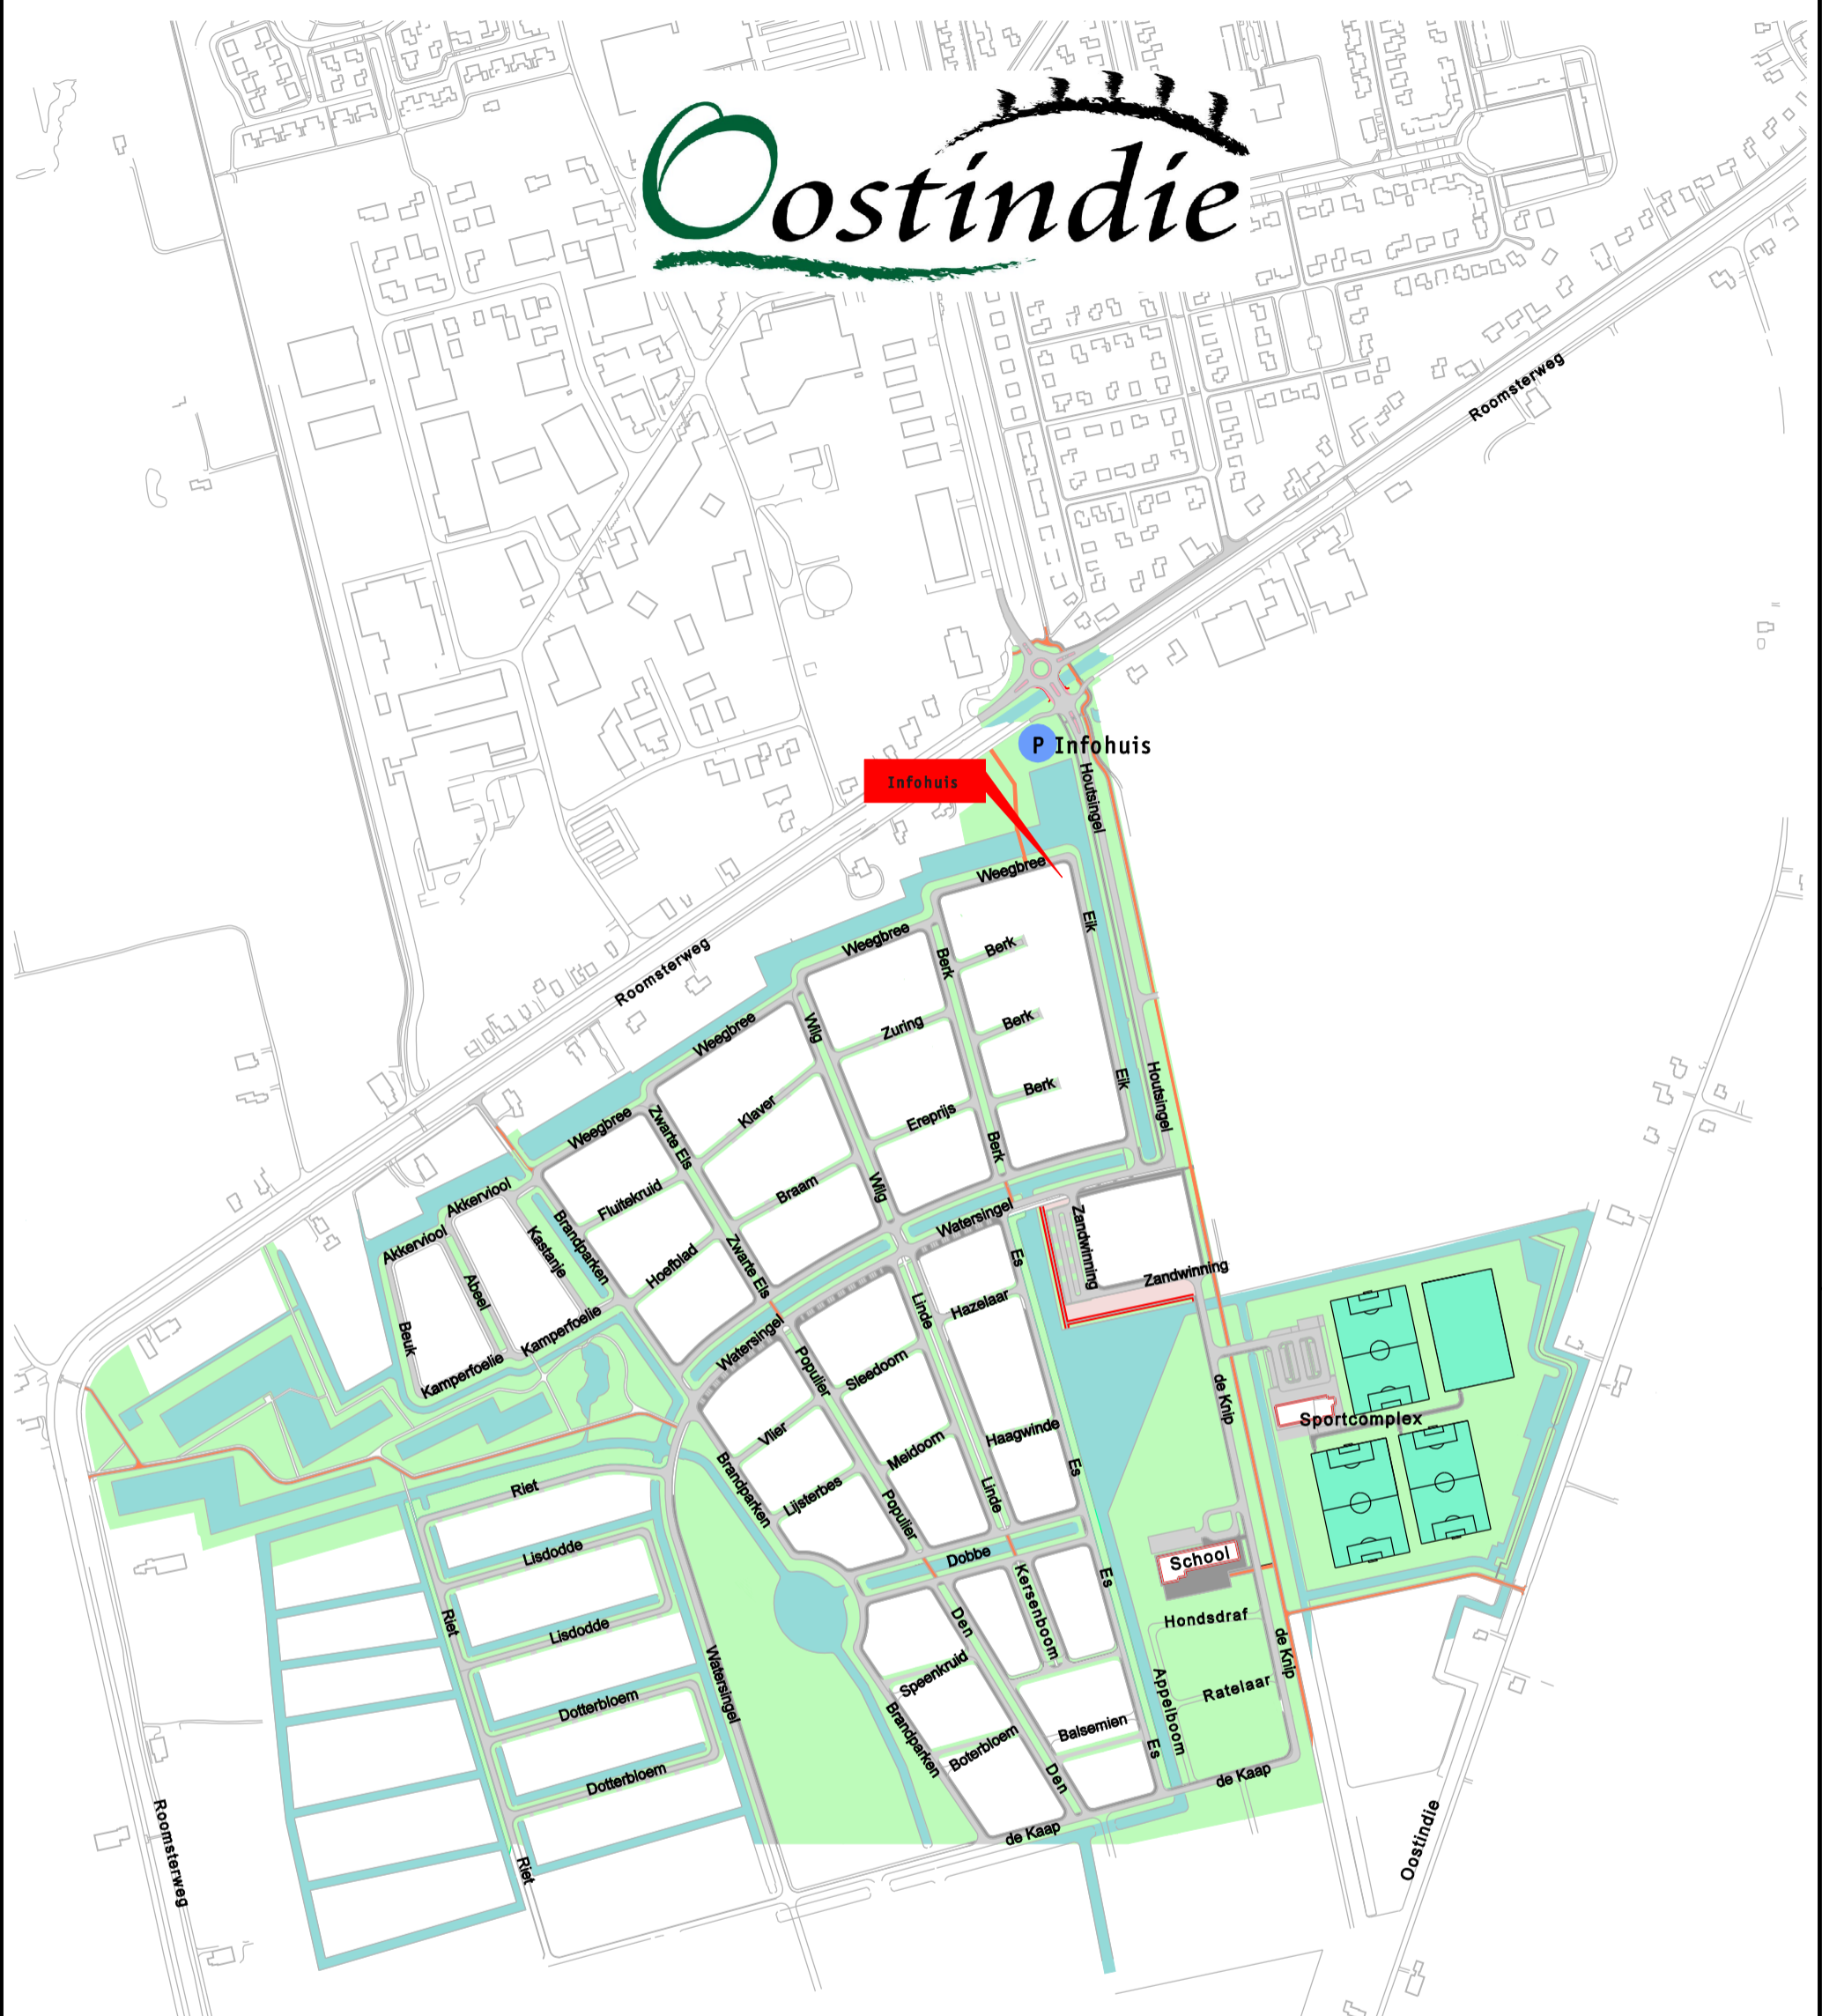 Oostindie
Roomsterweg
P Infohuis
Infohuis
Houtsingel
Weegbree
Eik
Weegbree
Berk
Berk
Roomsterweg
Wilg
Zuring
Berk
Weegbree
Klaver
Ereprijs
Berk
Eik
Houtsingel
Weegbree
Zwarte Els
Berk
Akkerviool
Fluitekruid
Braam
Wilg
Akkerviool
Kastanje
Brandparken
Watersingel
Zandwinning
Abeel
Hoefblad
Zwarte Els
Es
Zandwinning
Beuk
Kamperfoelie
Kamperfoelie
Watersingel
Linde
Hazelaar
Populier
Sleedoorn
de Knip
Sportcomplex
Vlier
Meidoorn
Haagwinde
Riet
Brandparken
Lijsterbes
Populier
Linde
Es
Lisdodde
Dobbe
School
Kersenboom
Es
Riet
Lisdodde
Den
Hondsdraf
de Knip
Watersingel
Speenkruid
Ratelaar
Dotterbloem
Brandparken
Boterbloem
Balsemien
Appelboom
Es
Dotterbloem
Den
de Kaap
de Kaap
Roomsterweg
Riet
Oostindie